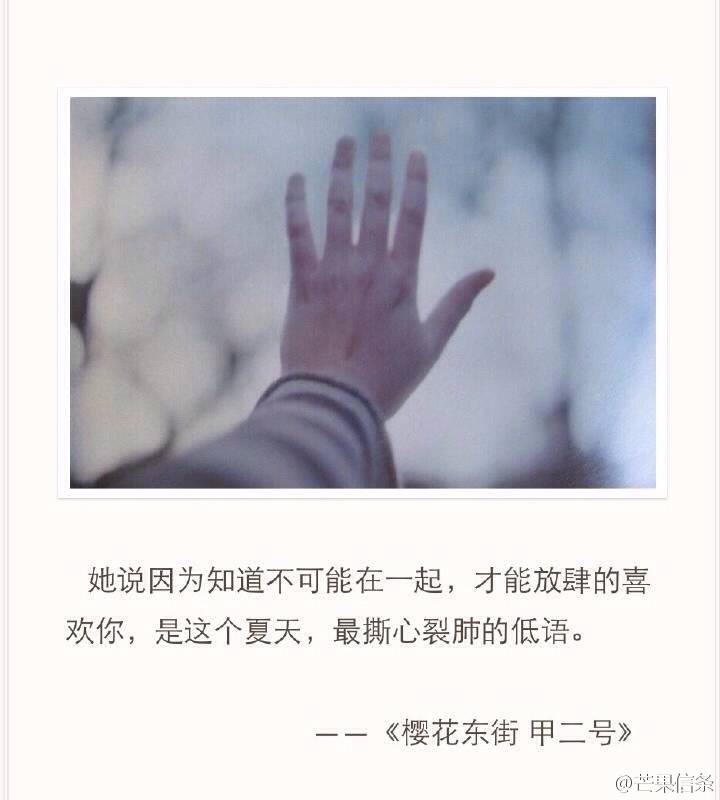 她说因为知道不可能在一起，才能放肆的喜
欢你，是这个夏天，最撕心裂肺的低语。
——《樱花东街 甲二号》
@芒果信条